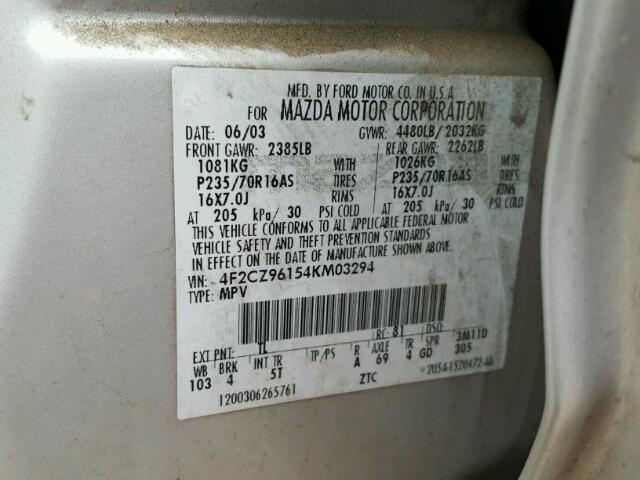 MFD. BY FORD MOTOR CO. IN U.S.A.
FOR MAZDA MOTOR CORPORATION
DATE: 06/03 GVWR: 4480LB/ 2032KG
FRONT GAWR: 2385LB REAR GAWR: 2262LB
1081KG WITH 1026KG WITH
P235/70R16AS TIRES P235/70R16AS TIRES
16X7.0J RIMS 16X7.0J RIMS
AT 205 kPa/ 30 PSI COLD AT 205 kPa/ 30 PSI COLD
THIS VEHICLE CONFORMS TO ALL APPLICABLE FEDERAL MOTOR
VEHICLE SAFETY AND THEFT PREVENTION STANDARDS
IN EFFECT ON THE DATE OF MANUFACTURE SHOWN ABOVE.
VIN: 4F2CZ96154KM03294
TYPE: MPV
EXT PNT: TL RC: 81 DSO:
WB BRK INT TR TP/PS R AXLE TR SPR 3M11D
103 4 5T A 69 4 GD 305
ZTC
1200306265761